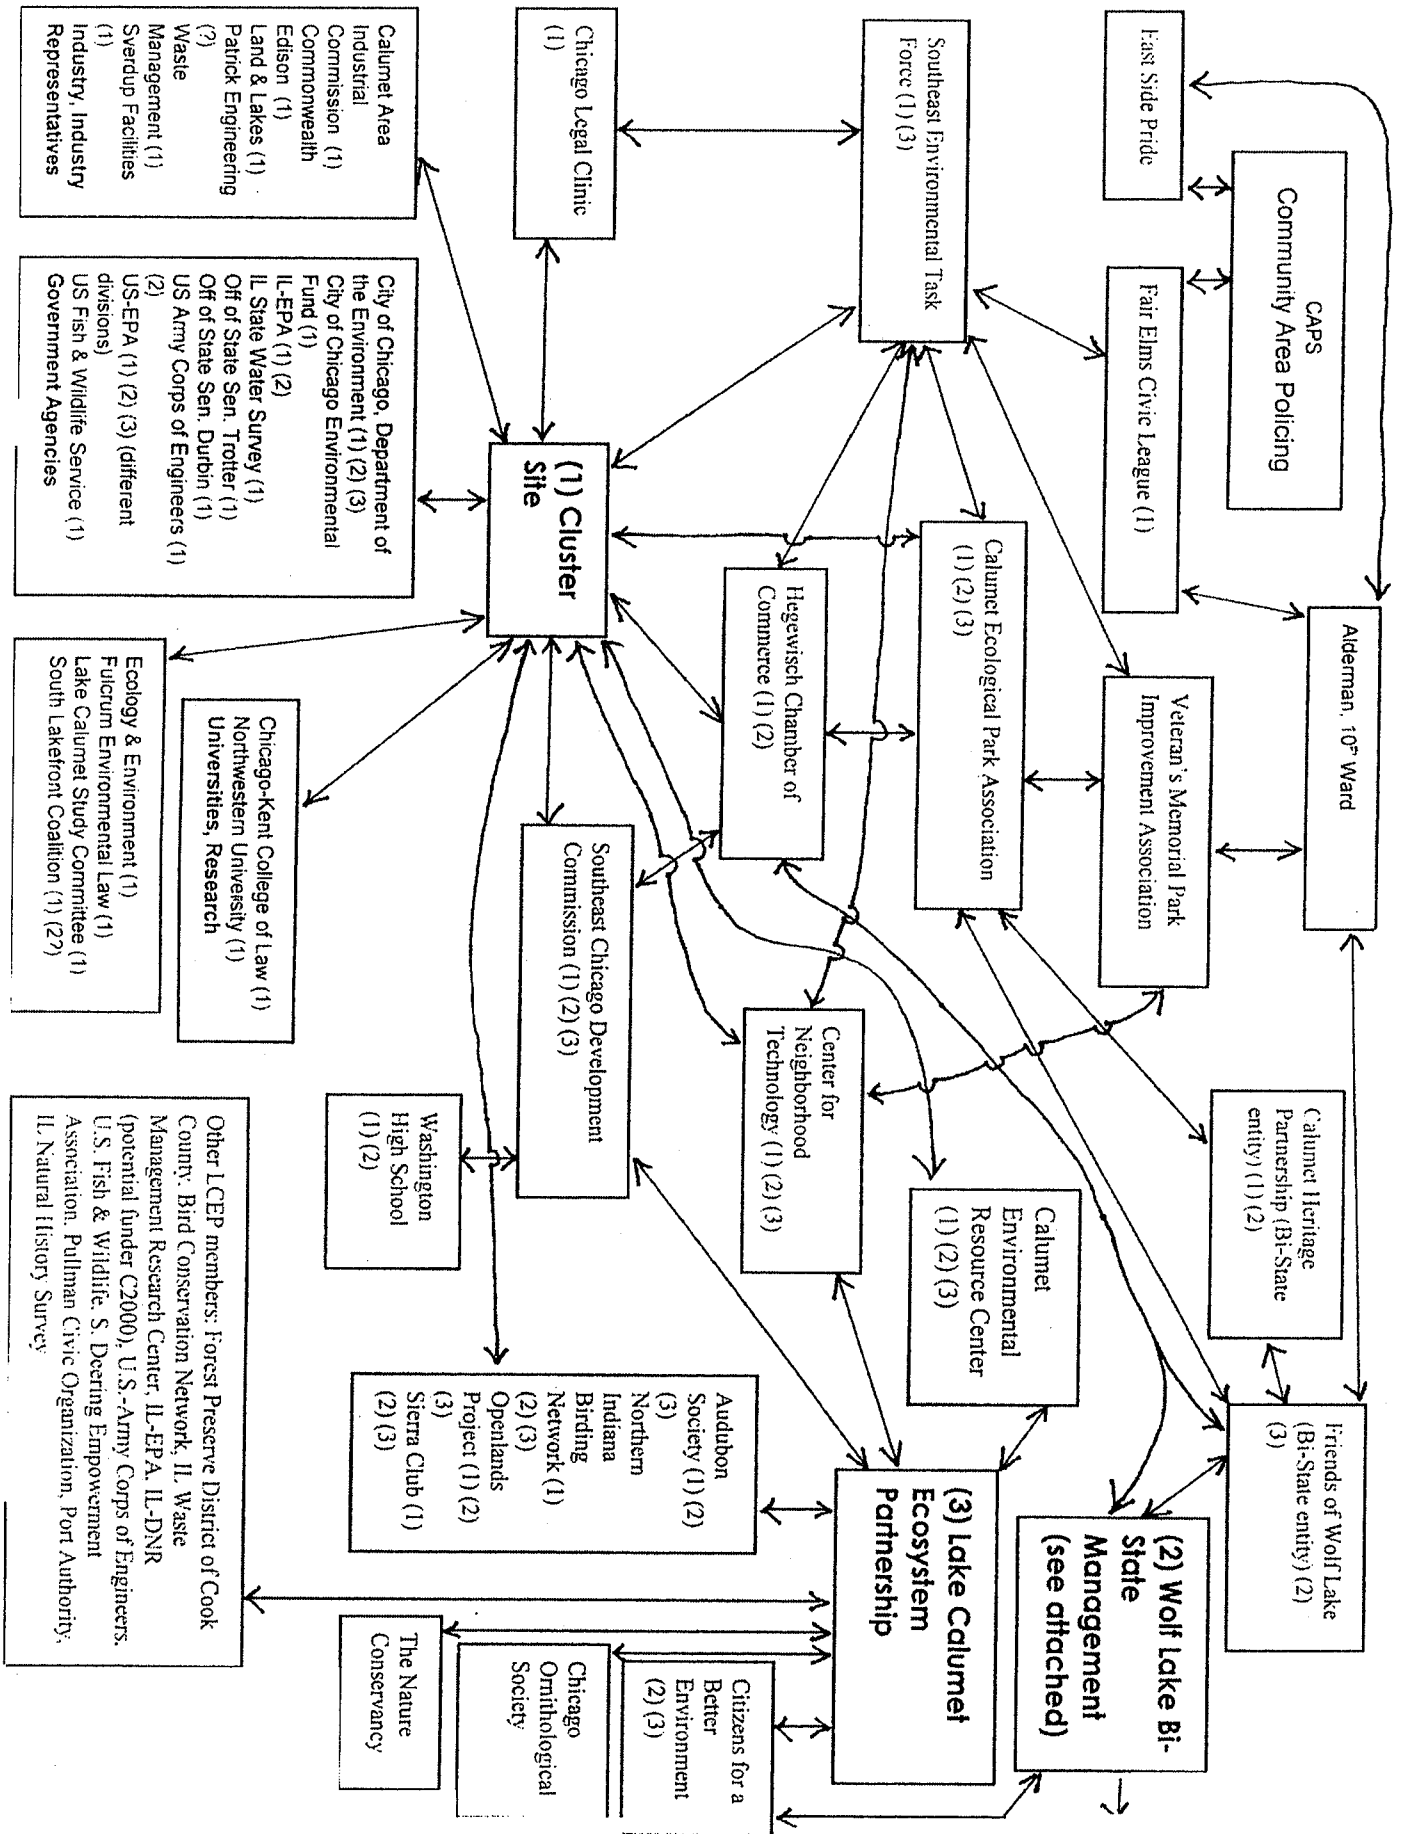 CAPS
Community Area Policing
East Side Pride
Fair Elms Civic League (1)
Alderman, 10th Ward
Southeast Environmental Task
Force (1) (3)
Veteran's Memorial Park
Improvement Association
Calumet Heritage
Partnership (Bi-State
entity) (1) (2)
Friends of Wolf Lake
(Bi-State entity) (2)
(3)
Calumet Ecological Park Association
(1) (2) (3)
Hegewisch Chamber of
Commerce (1) (2)
Center for
Neighborhood
Technology (1) (2) (3)
Calumet
Environmental
Resource Center
(1) (2) (3)
(2) Wolf Lake Bi-
State
Management
(see attached)
Chicago Legal Clinic
(1)
(1) Cluster
Site
Southeast Chicago Development
Commission (1) (2) (3)
(3) Lake Calumet
Ecosystem
Partnership
Washington
High School
(1) (2)
Audubon
Society (1) (2)
(3)
Northern
Indiana
Birding
Network (1)
(2) (3)
Openlands
Project (1) (2)
(3)
Sierra Club (1)
(2) (3)
Citizens for a
Better
Environment
(2) (3)
Chicago
Ornithological
Society
The Nature
Conservancy
Calumet Area
Industrial
Commission (1)
Commonwealth
Edison (1)
Land & Lakes (1)
Patrick Engineering
(?)
Waste
Management (1)
Sverdup Facilities
(1)
Industry, Industry
Representatives
City of Chicago, Department of
the Environment (1) (2) (3)
City of Chicago Environmental
Fund (1)
IL-EPA (1) (2)
IL State Water Survey (1)
Off of State Sen. Trotter (1)
Off of State Sen. Durbin (1)
US Army Corps of Engineers (1)
(2)
US-EPA (1) (2) (3) (different
divisions)
US Fish & Wildlife Service (1)
Government Agencies
Chicago-Kent College of Law (1)
Northwestern University (1)
Universities, Research
Ecology & Environment (1)
Fulcrum Environmental Law (1)
Lake Calumet Study Committee (1)
South Lakefront Coalition (1) (2?)
Other LCEP members: Forest Preserve District of Cook
County, Bird Conservation Network, IL Waste
Management Research Center, IL-EPA, IL-DNR
(potential funder C2000), U.S.-Army Corps of Engineers,
U.S. Fish & Wildlife, S. Deering Empowerment
Association, Pullman Civic Organization, Port Authority,
IL Natural History Survey